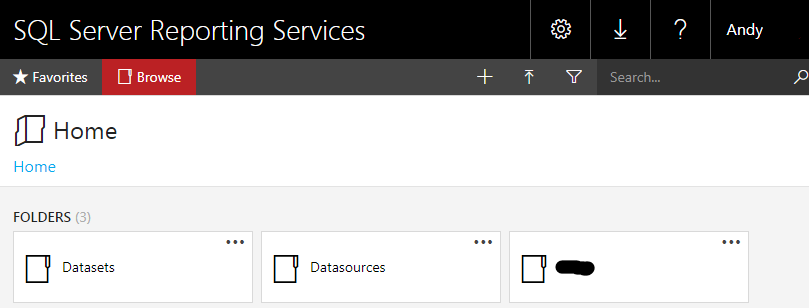 SQL Server Reporting Services ? Andy
Favorites Browse Search...
Home
Home
FOLDERS (3)
Datasets Datasources